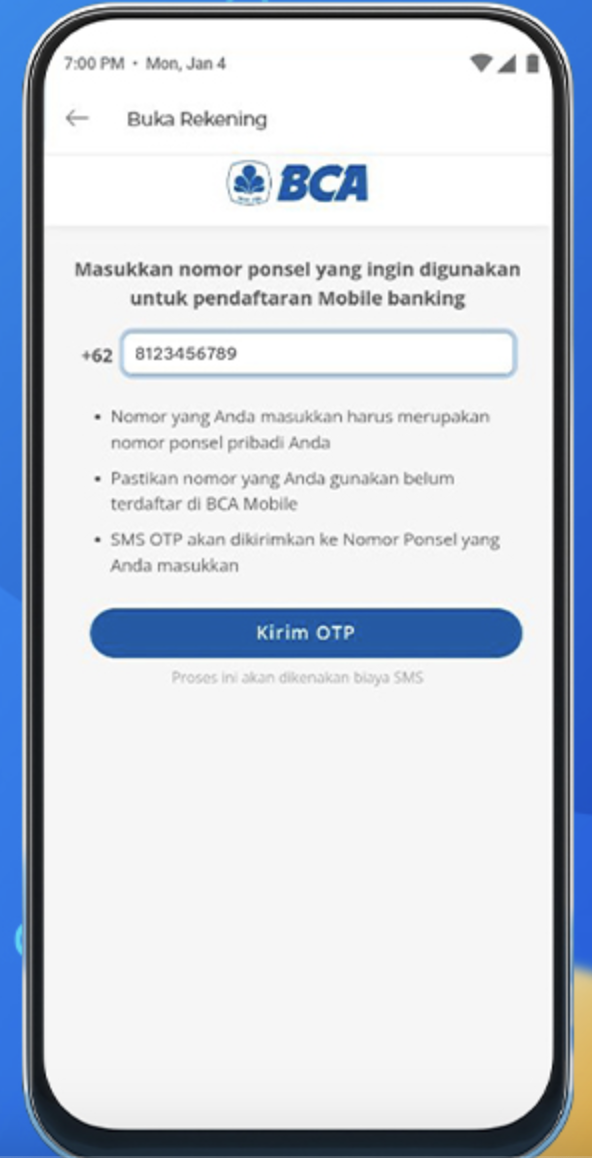 7:00 PM • Mon, Jan 4
Buka Rekening
BCA
Masukkan nomor ponsel yang ingin digunakan
untuk pendaftaran Mobile banking
+62 8123456789
• Nomor yang Anda masukkan harus merupakan
nomor ponsel pribadi Anda
• Pastikan nomor yang Anda gunakan belum
terdaftar di BCA Mobile
• SMS OTP akan dikirimkan ke Nomor Ponsel yang
Anda masukkan
Kirim OTP
Proses ini akan dikenakan biaya SMS